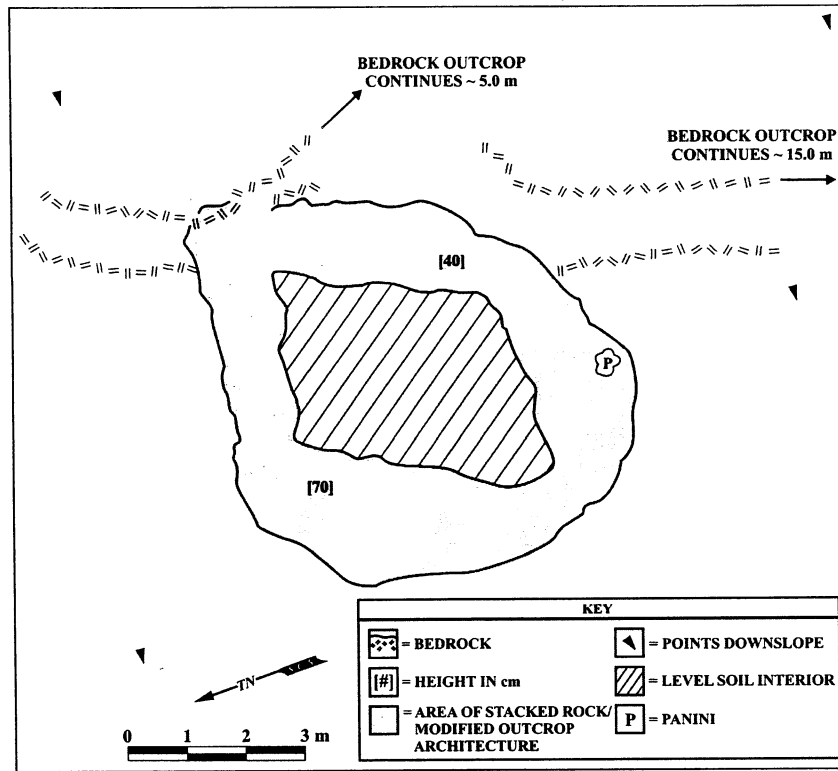 BEDROCK OUTCROP
CONTINUES ~ 5.0 m
BEDROCK OUTCROP
CONTINUES ~ 15.0 m
[40]
P
[70]
KEY
= BEDROCK
= POINTS DOWNSLOPE
[#] = HEIGHT IN cm
= LEVEL SOIL INTERIOR
= AREA OF STACKED ROCK/
MODIFIED OUTCROP
ARCHITECTURE
P = PANINI
TN
0 1 2 3 m